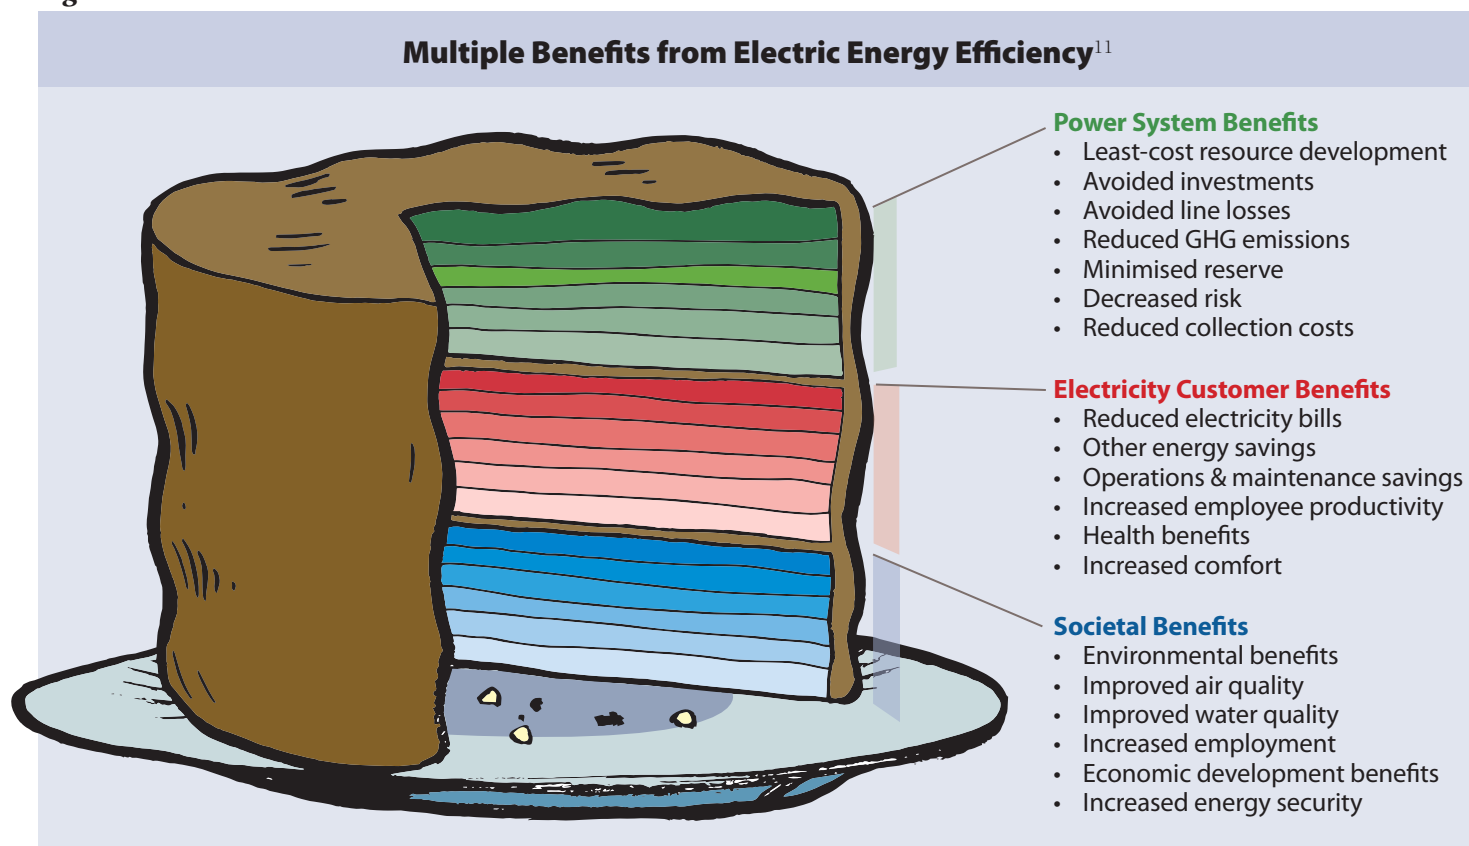 Multiple Benefits from Electric Energy Efficiency11
Power System Benefits
• Least-cost resource development
• Avoided investments
• Avoided line losses
• Reduced GHG emissions
• Minimised reserve
• Decreased risk
• Reduced collection costs
Electricity Customer Benefits
• Reduced electricity bills
• Other energy savings
• Operations & maintenance savings
• Increased employee productivity
• Health benefits
• Increased comfort
Societal Benefits
• Environmental benefits
• Improved air quality
• Improved water quality
• Increased employment
• Economic development benefits
• Increased energy security